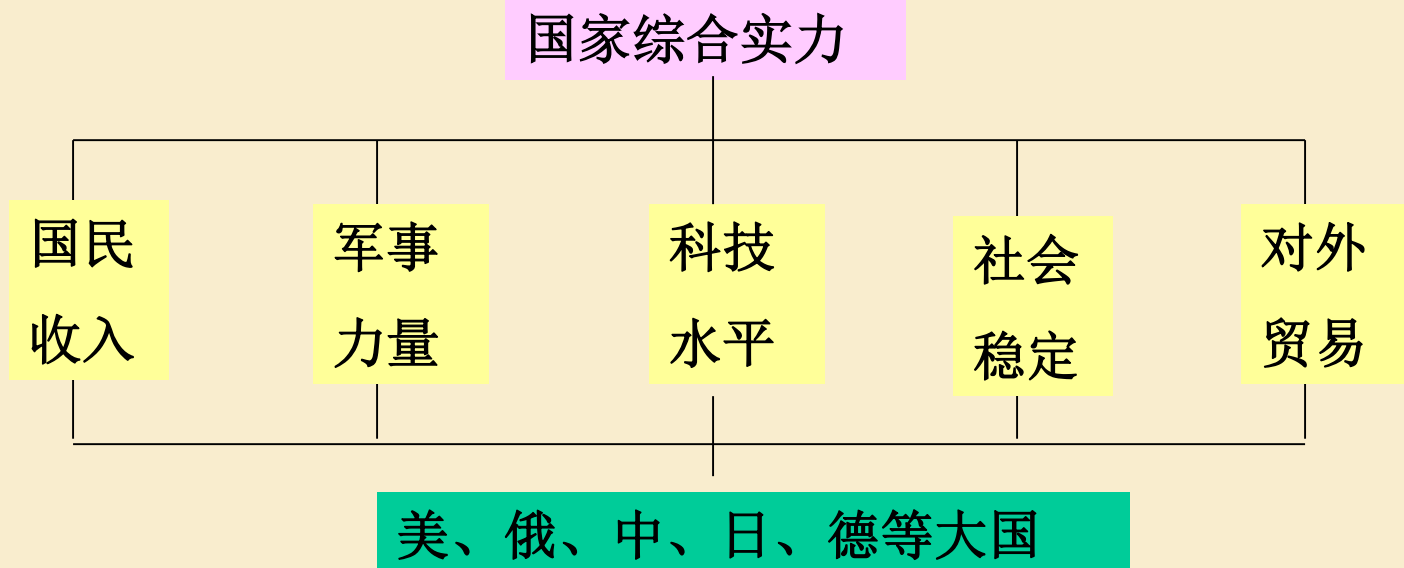 国家综合实力
国民
收入
军事
力量
科技
水平
社会
稳定
对外
贸易
美、俄、中、日、德等大国